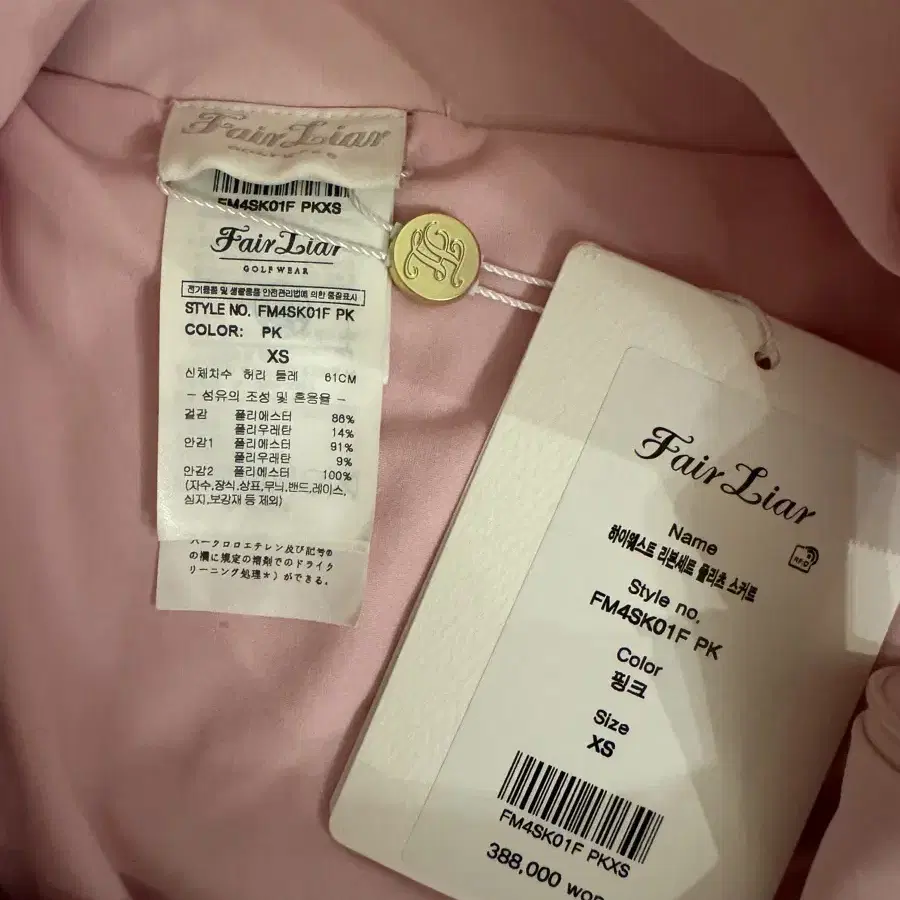 Fair Liar
FM4SK01F PKXS
Fair Liar
GOLF WEAR
전기용품 및 생활용품 안전관리법에 의한 품질표시
STYLE NO. FM4SK01F PK
COLOR: PK
XS
신체치수 허리 둘레 61CM
- 섬유의 조성 및 혼용율 -
겉감 폴리에스터 86%
폴리우레탄 14%
안감1 폴리에스터 91%
폴리우레탄 9%
안감2 폴리에스터 100%
(자수,장식,상표,무늬,밴드,레이스,
심지,보강재 등 제외)
パークロロエチレン及び記号Ⓟ
の欄に規定の溶剤でのドライク
リーニング処理*)ができる.
Fair Liar
Name
하이웨스트 리본세트 플리츠 스커트
RFID
Style no.
FM4SK01F PK
Color
핑크
Size
XS
FM4SK01F PKXS
388,000 won